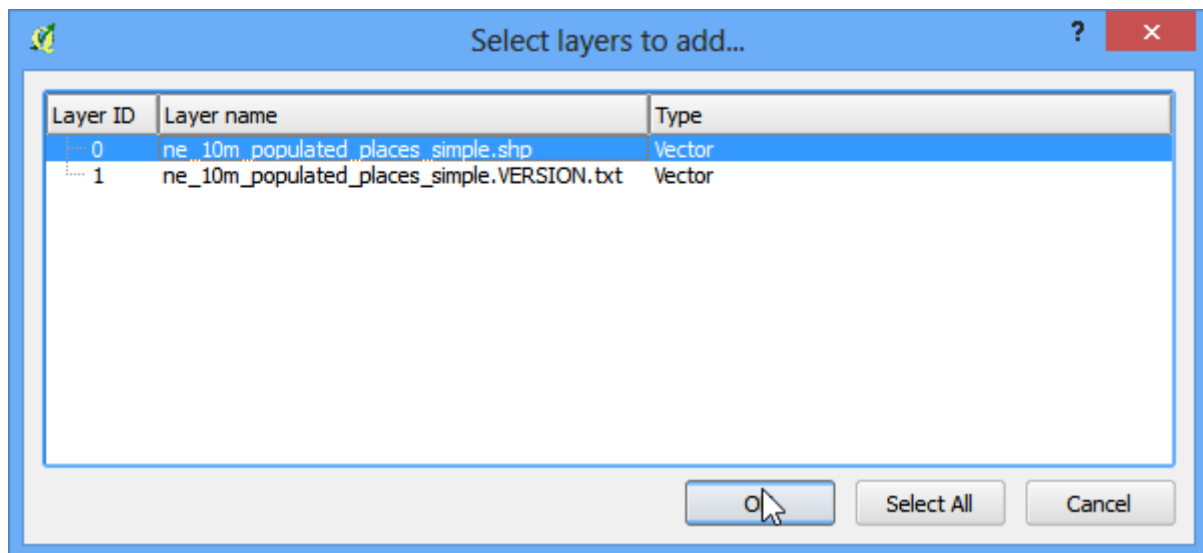 Select layers to add...
?
Layer ID Layer name Type
0 ne_10m_populated_places_simple.shp Vector
1 ne_10m_populated_places_simple.VERSION.txt Vector
Select All Cancel